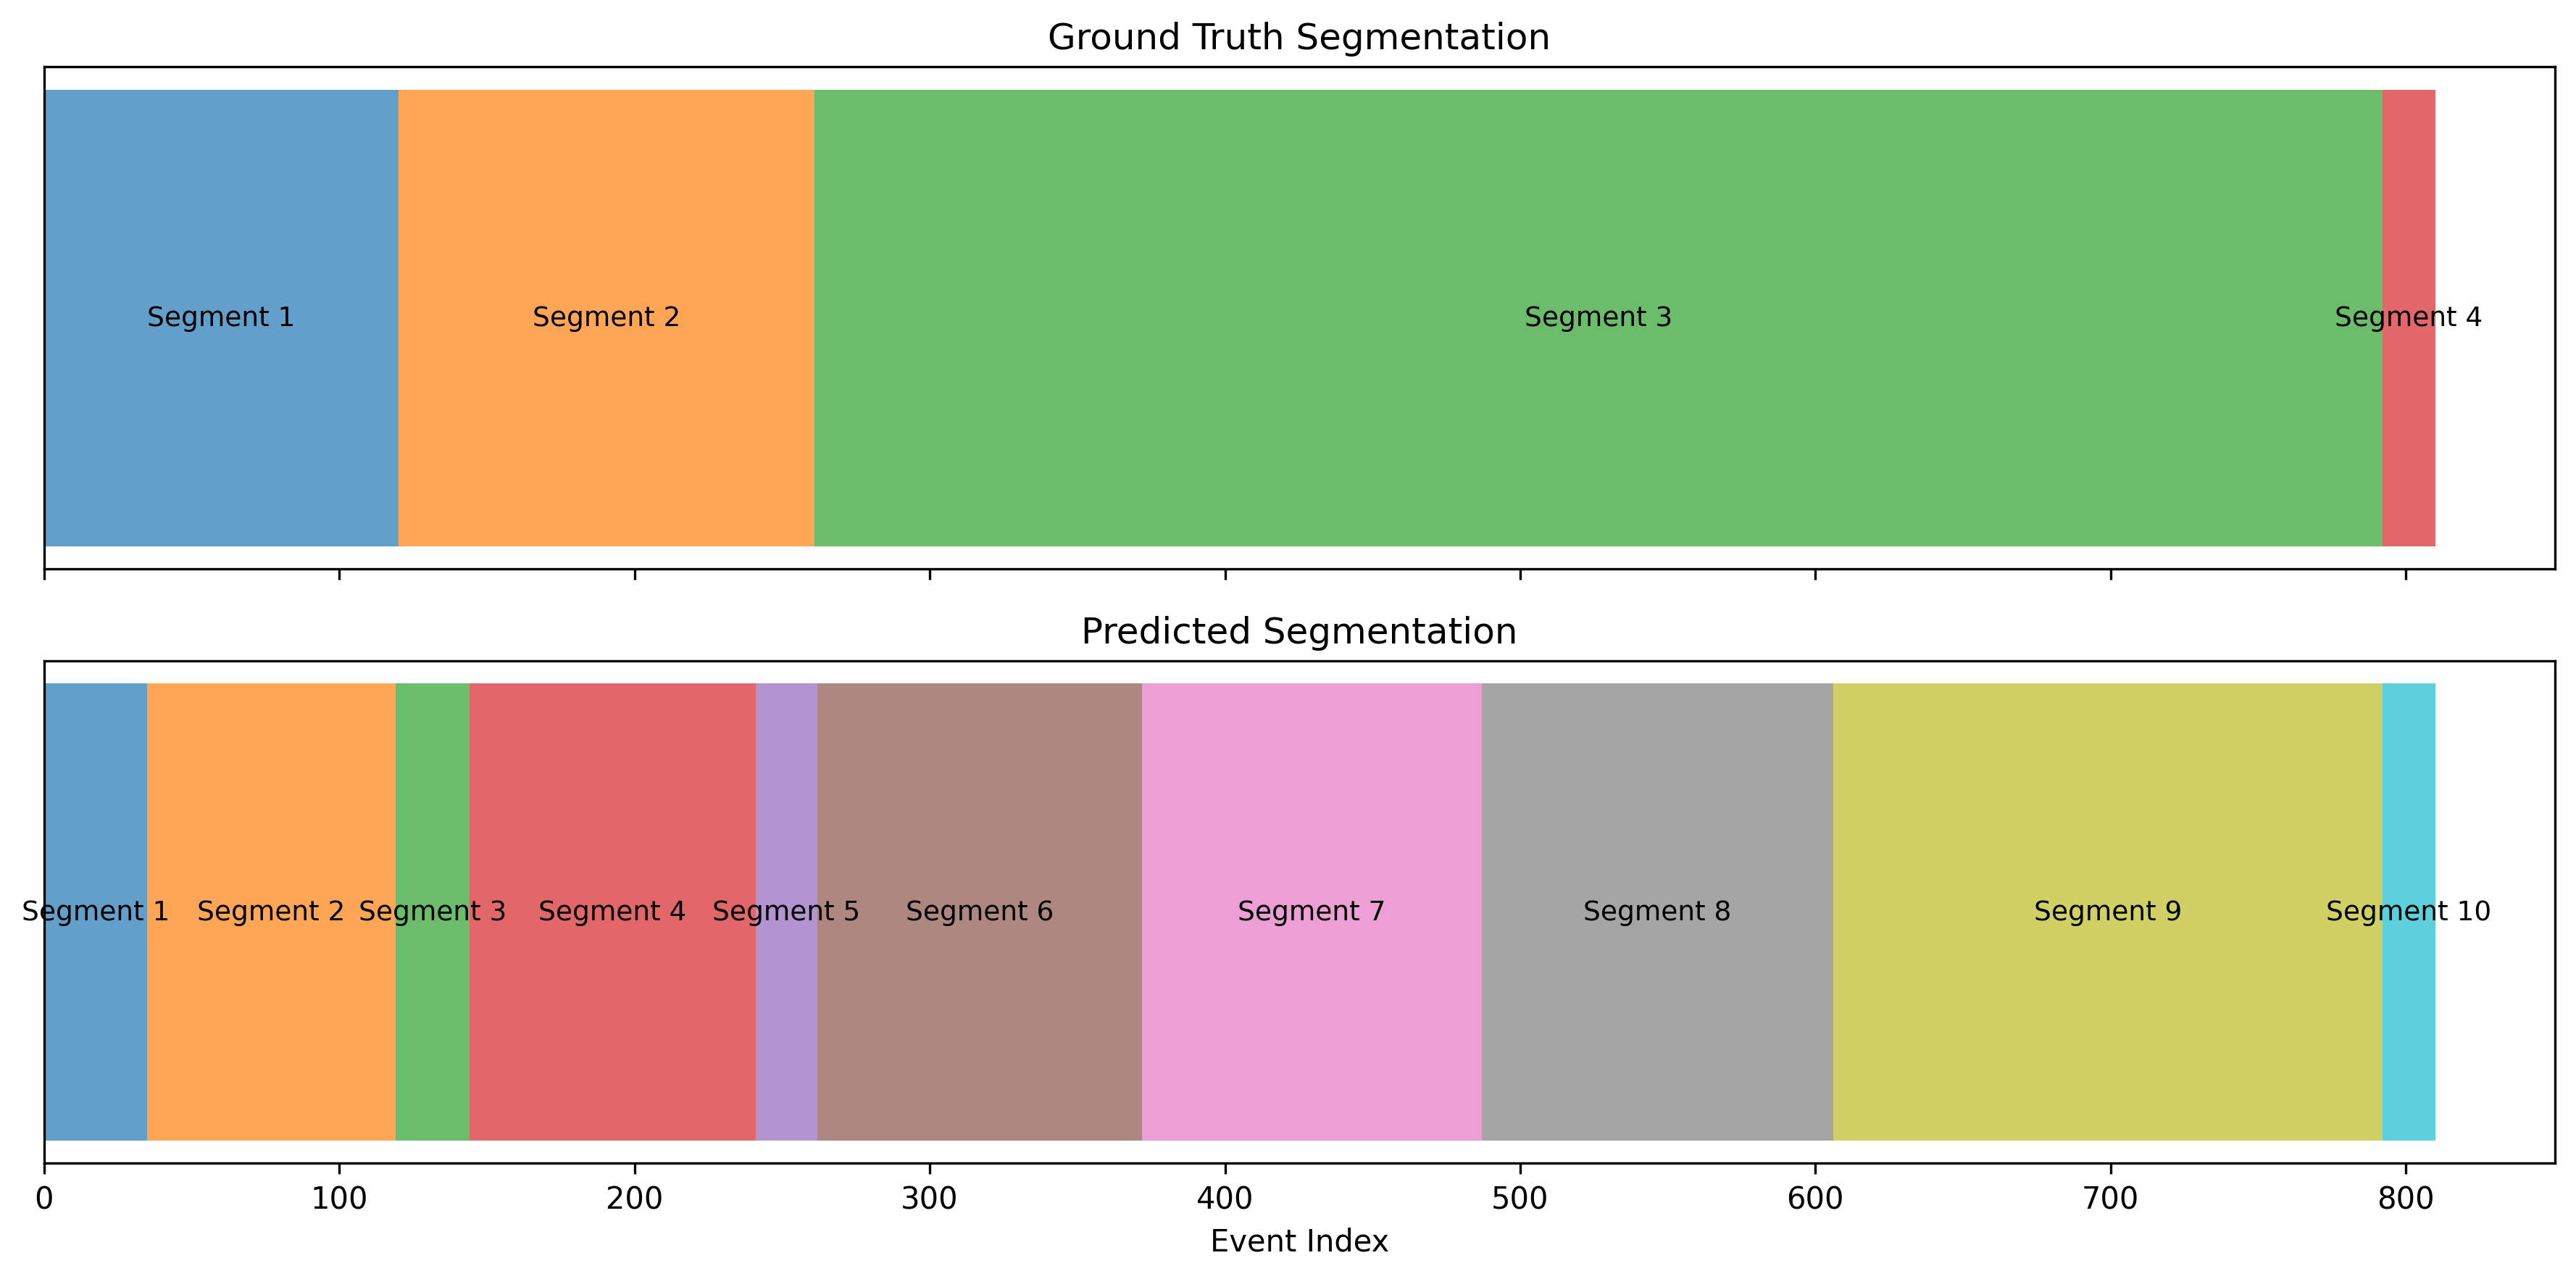 Ground Truth Segmentation
Segment 1 Segment 2 Segment 3 Segment 4
Predicted Segmentation
Segment 1 Segment 2 Segment 3 Segment 4 Segment 5 Segment 6 Segment 7 Segment 8 Segment 9 Segment 10
0 100 200 300 400 500 600 700 800
Event Index